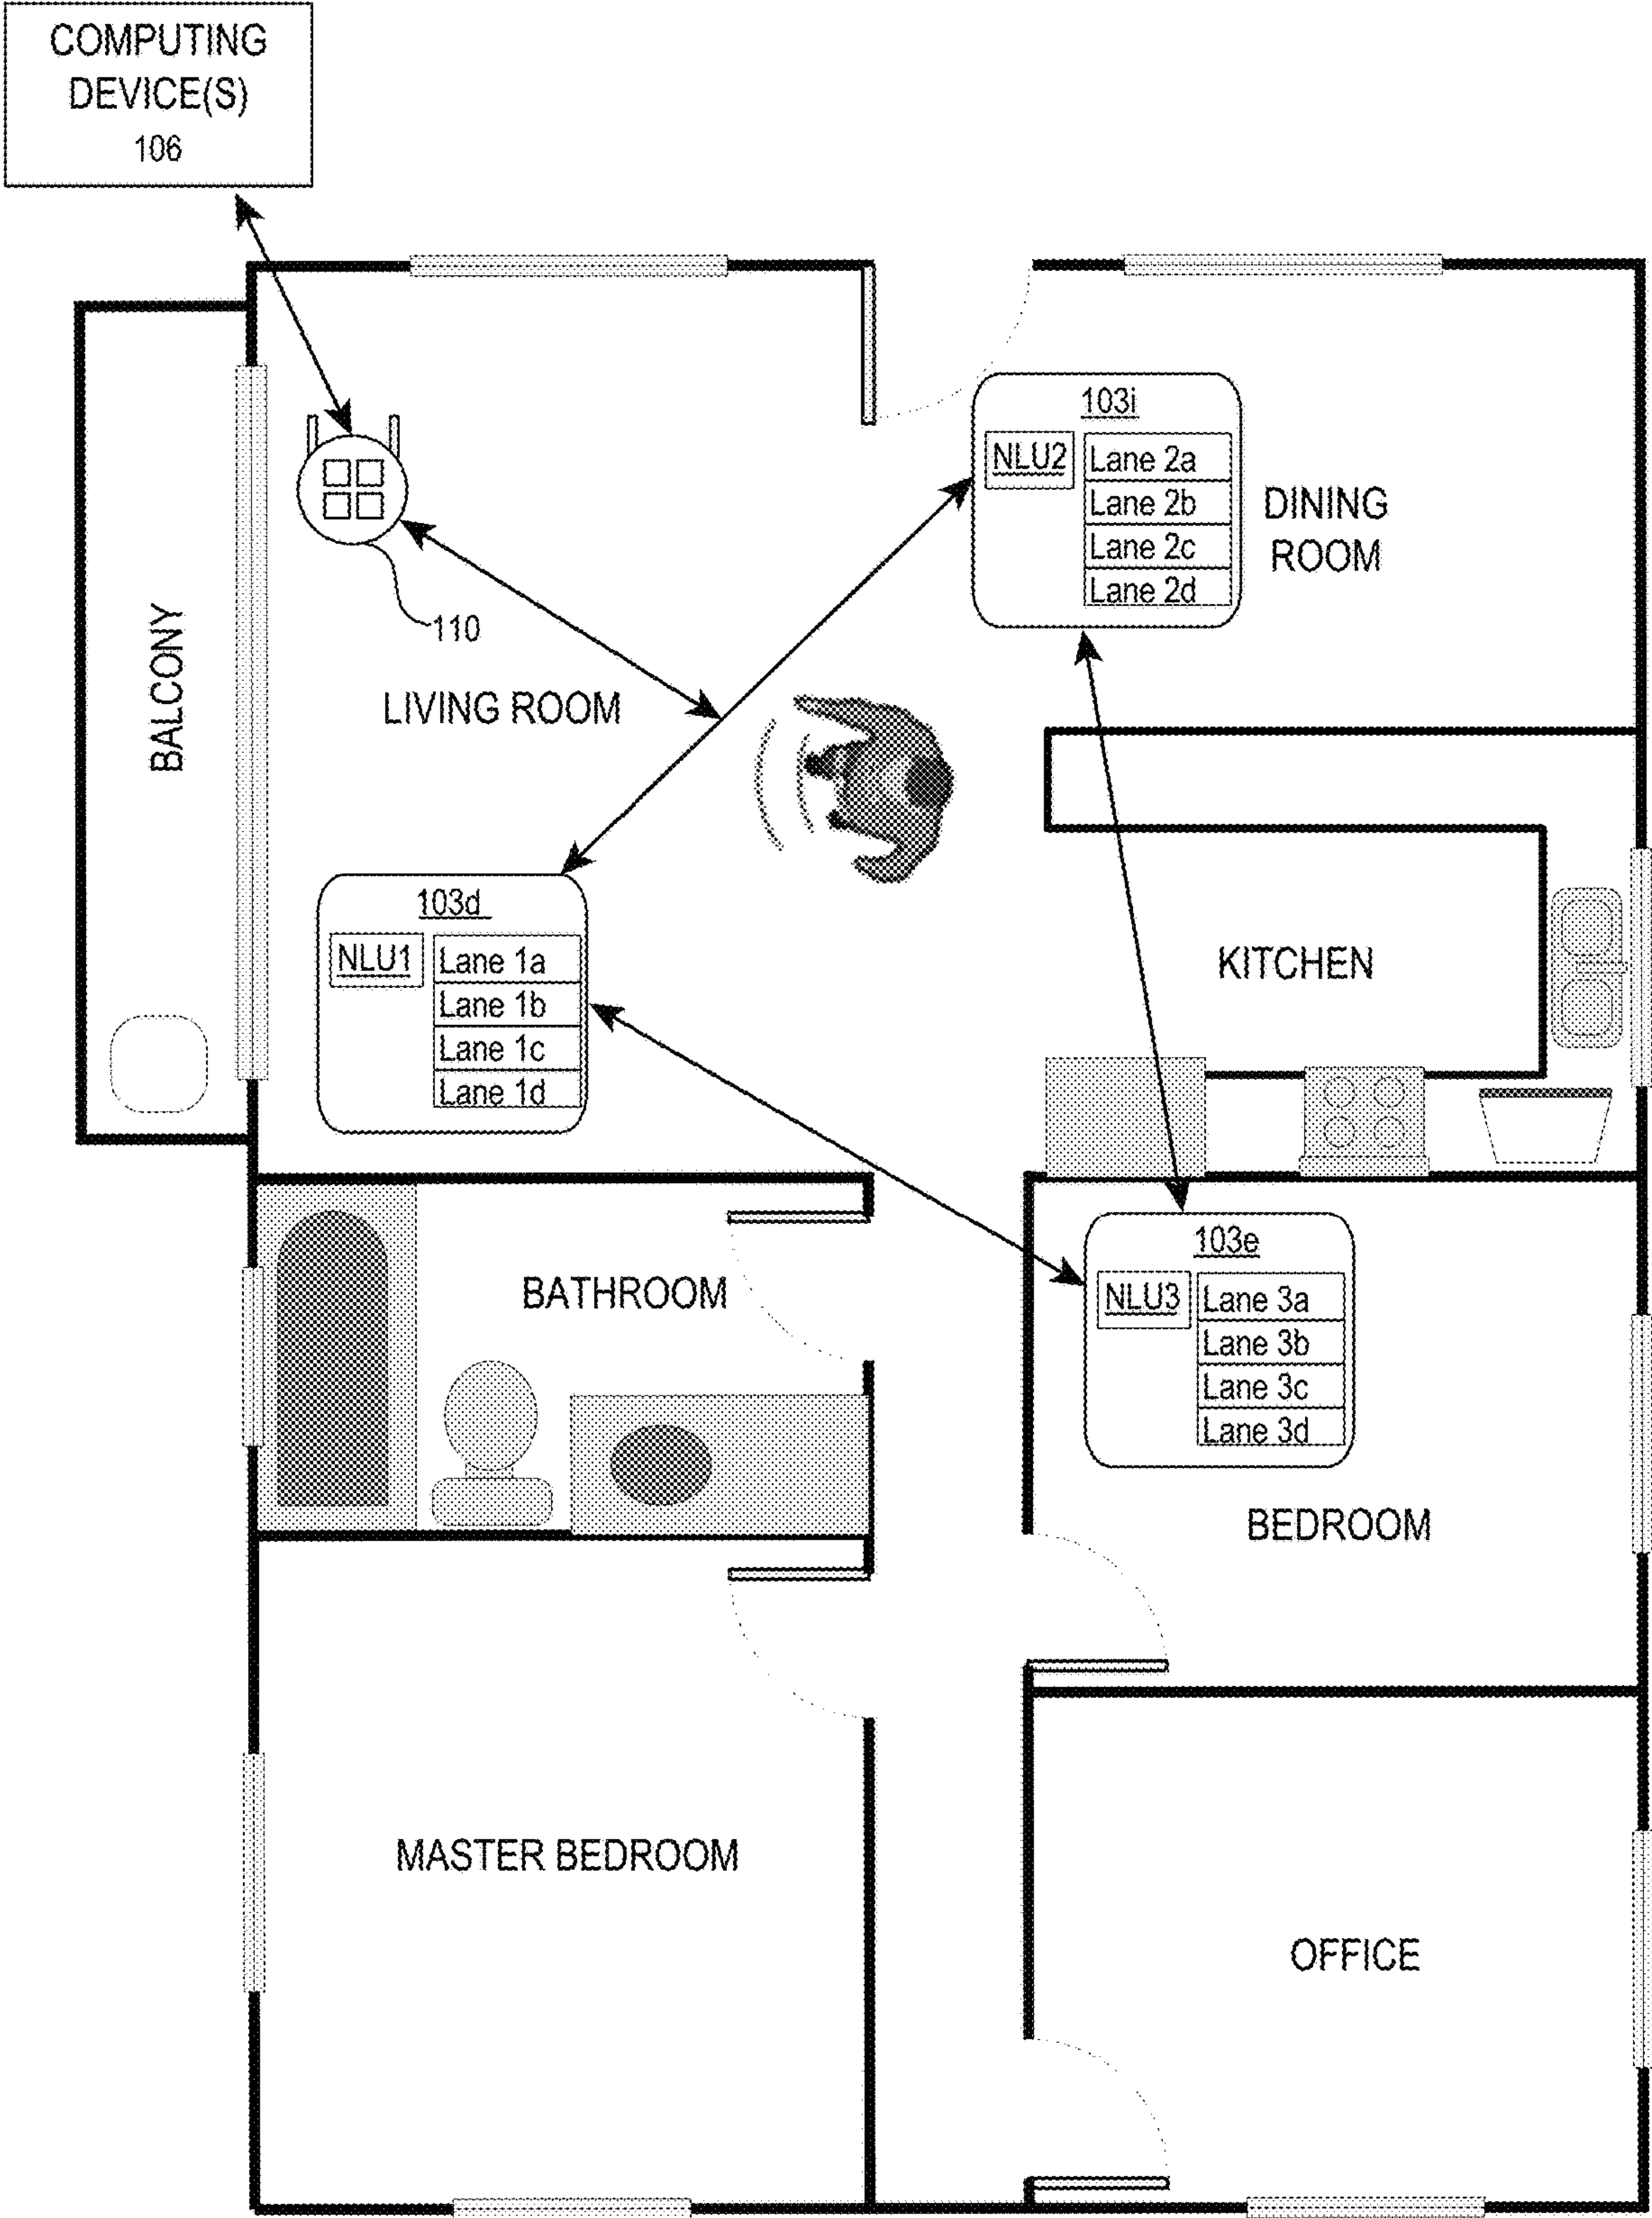 COMPUTING
DEVICE(S)
106
103i
NLU2
Lane 2a
Lane 2b
Lane 2c
Lane 2d
DINING
ROOM
110
BALCONY
LIVING ROOM
103d
NLU1
Lane 1a
Lane 1b
Lane 1c
Lane 1d
KITCHEN
103e
NLU3
Lane 3a
Lane 3b
Lane 3c
Lane 3d
BATHROOM
BEDROOM
MASTER BEDROOM
OFFICE